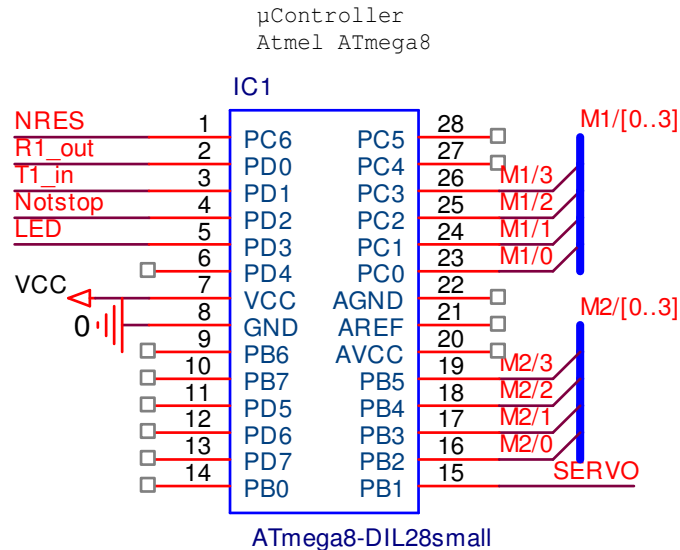 µController
Atmel ATmega8
IC1
NRES 1 PC6 PC5 28 M1/[0..3]
R1_out 2 PD0 PC4 27
T1_in 3 PD1 PC3 26 M1/3
Notstop 4 PD2 PC2 25 M1/2
LED 5 PD3 PC1 24 M1/1
6 PD4 PC0 23 M1/0
VCC 7 VCC AGND 22
0 8 GND AREF 21 M2/[0..3]
9 PB6 AVCC 20
10 PB7 PB5 19 M2/3
11 PD5 PB4 18 M2/2
12 PD6 PB3 17 M2/1
13 PD7 PB2 16 M2/0
14 PB0 PB1 15 SERVO
ATmega8-DIL28small